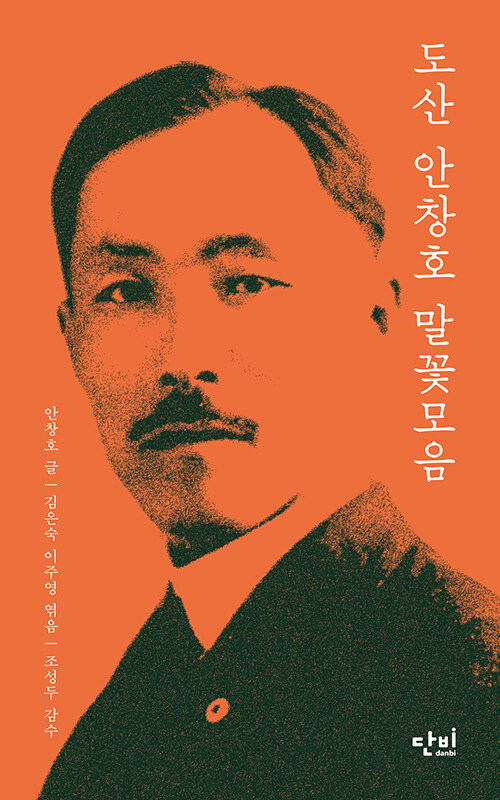 도산 안창호 말꽃모음
안창호 글 — 김은숙 이주영 엮음 — 조성두 감수
단비
danbi